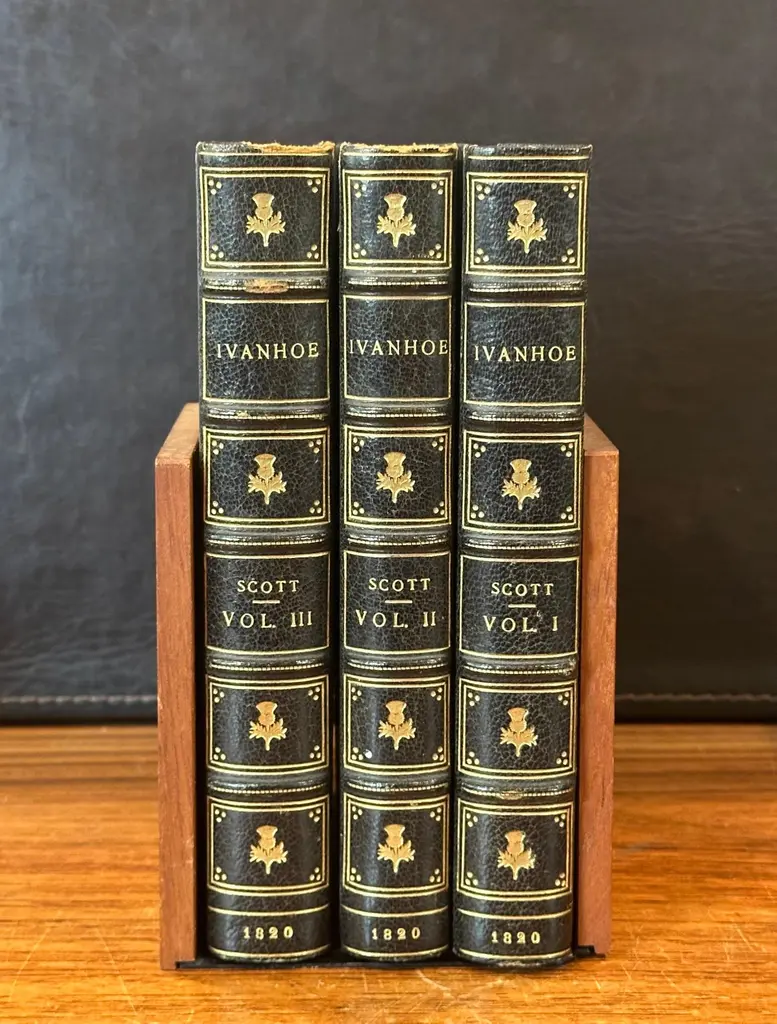 IVANHOE
SCOTT
VOL. III
1820
IVANHOE
SCOTT
VOL. II
1820
IVANHOE
SCOTT
VOL. I
1820